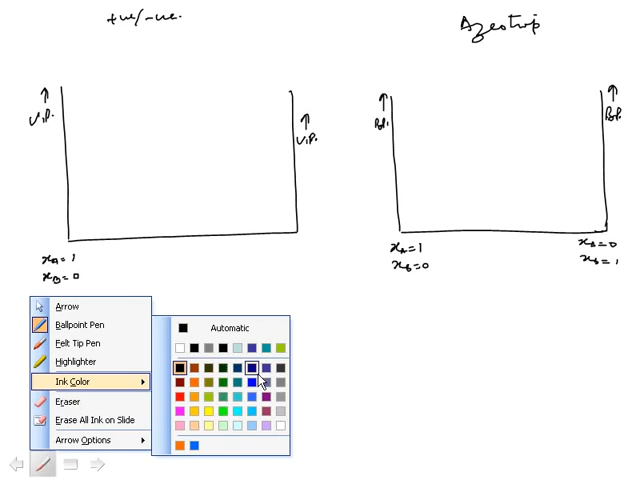 +ve/-ve.
Azeotrop
↑
V.P.
↑
V.P.
↑
B.P.
↑
B.P.
xA = 1
xB = 0
xA = 1
xB = 0
xA = 0
xB = 1
Arrow
Ballpoint Pen
Felt Tip Pen
Highlighter
Ink Color
Eraser
Erase All Ink on Slide
Arrow Options
Automatic